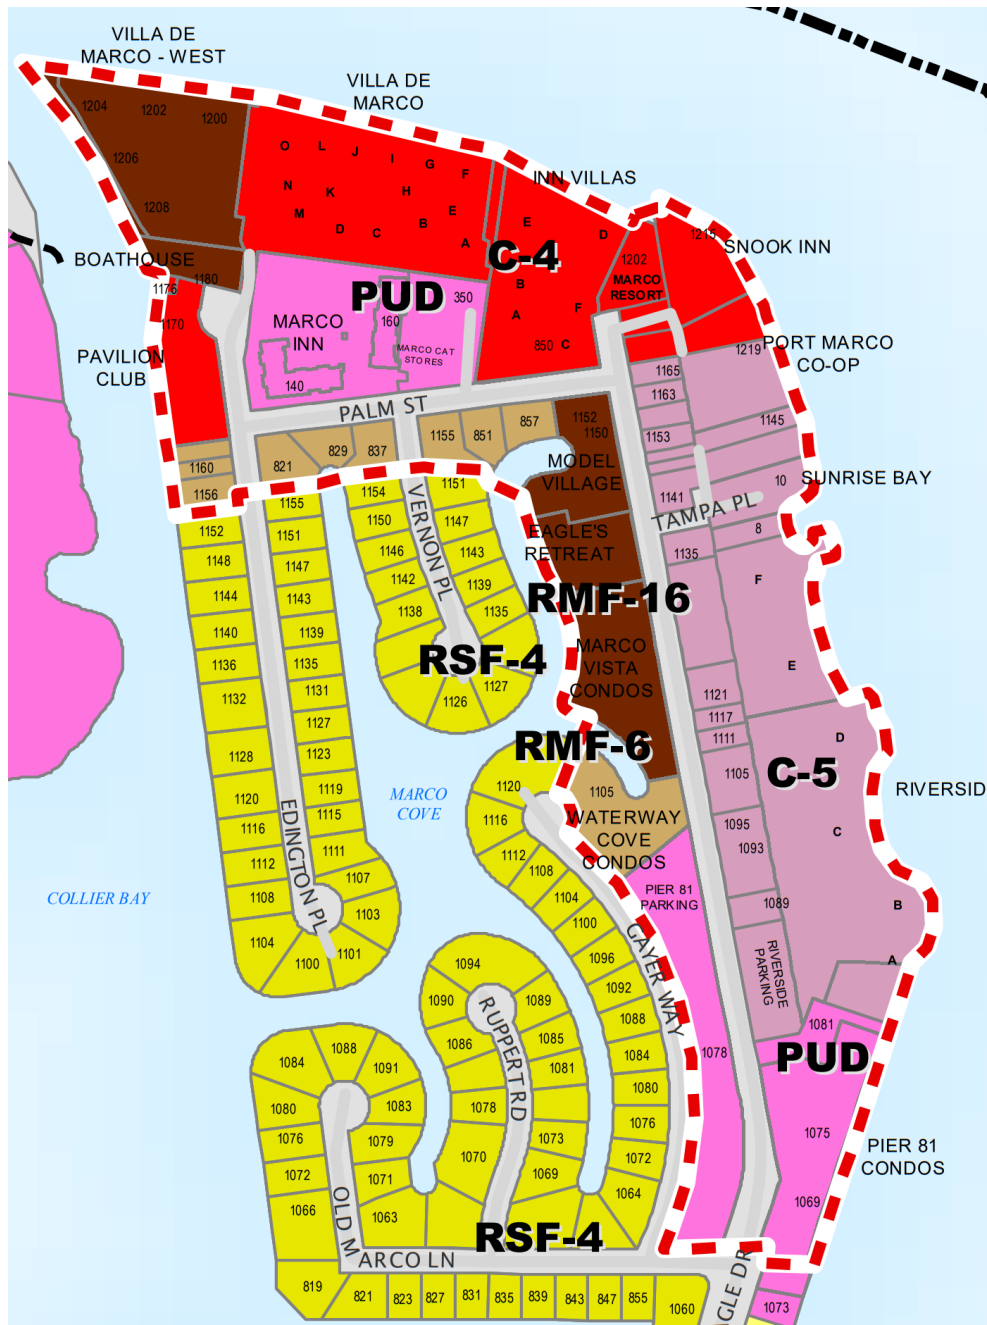 VILLA DE
MARCO - WEST
VILLA DE
MARCO
1204
1202
1200
1206
1208
O
L
J
I
G
F
N
K
H
M
D
C
B
E
A
INN VILLAS
E
D
C-4
B
A
F
850
C
1202
MARCO
RESORT
1215
SNOOK INN
BOATHOUSE
1180
1176
1170
PAVILION
CLUB
PUD
350
MARCO
INN
160
MARCO CAT
STORES
140
1219
PORT MARCO
CO-OP
PALM ST
1165
1163
1153
1145
1141
10
SUNRISE BAY
TAMPA PL
8
1135
1160
1156
821
829
837
1155
851
857
1152
1150
MODEL
VILLAGE
EAGLE'S
RETREAT
RMF-16
MARCO
VISTA
CONDOS
1152
1148
1144
1140
1136
1132
1128
1120
1116
1112
1108
1104
1100
1101
1155
1151
1147
1143
1139
1135
1131
1127
1123
1119
1115
1111
1107
1103
EDINGTON PL
1154
1150
1146
1142
1138
VERNON PL
1151
1147
1143
1139
1135
1127
1126
RSF-4
F
E
D
C
B
A
1121
1117
1111
C-5
1105
1095
1093
1089
RIVERSIDE
PARKING
RIVERSID
RMF-6
1105
WATERWAY
COVE
CONDOS
PIER 81
PARKING
1078
MARCO
COVE
COLLIER BAY
1120
1116
1112
1108
1104
1100
1096
1092
1088
1084
1080
1076
1072
1064
GAYER WAY
1094
1090
1089
1086
1085
1081
1078
1073
1070
1069
RUPPERT RD
1084
1088
1091
1080
1083
1076
1079
1072
1071
1066
1063
OLD M
ARCO LN
RSF-4
1081
PUD
1075
1069
PIER 81
CONDOS
1073
819
821
823
827
831
835
839
843
847
855
1060
GLE DR